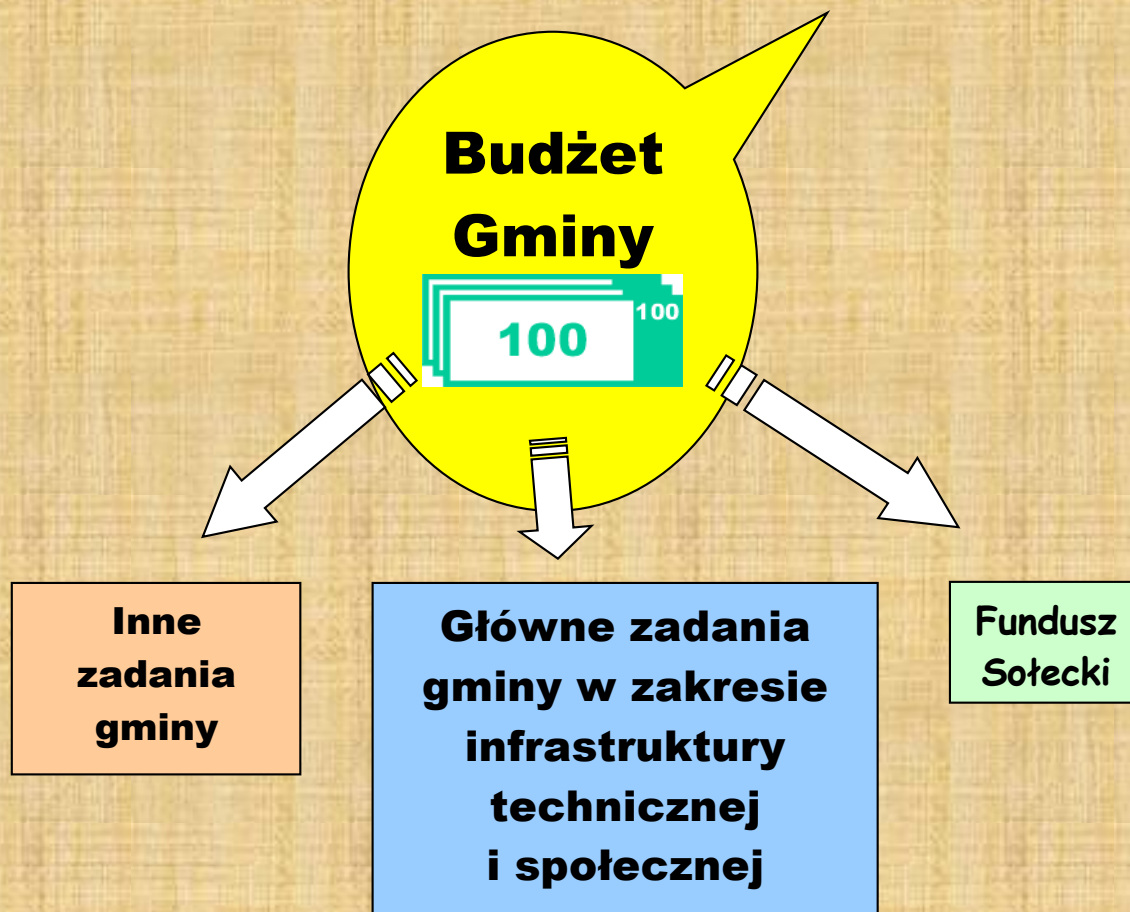 Budżet
Gminy
100
100
Inne
zadania
gminy
Główne zadania
gminy w zakresie
infrastruktury
technicznej
i społecznej
Fundusz
Sołecki